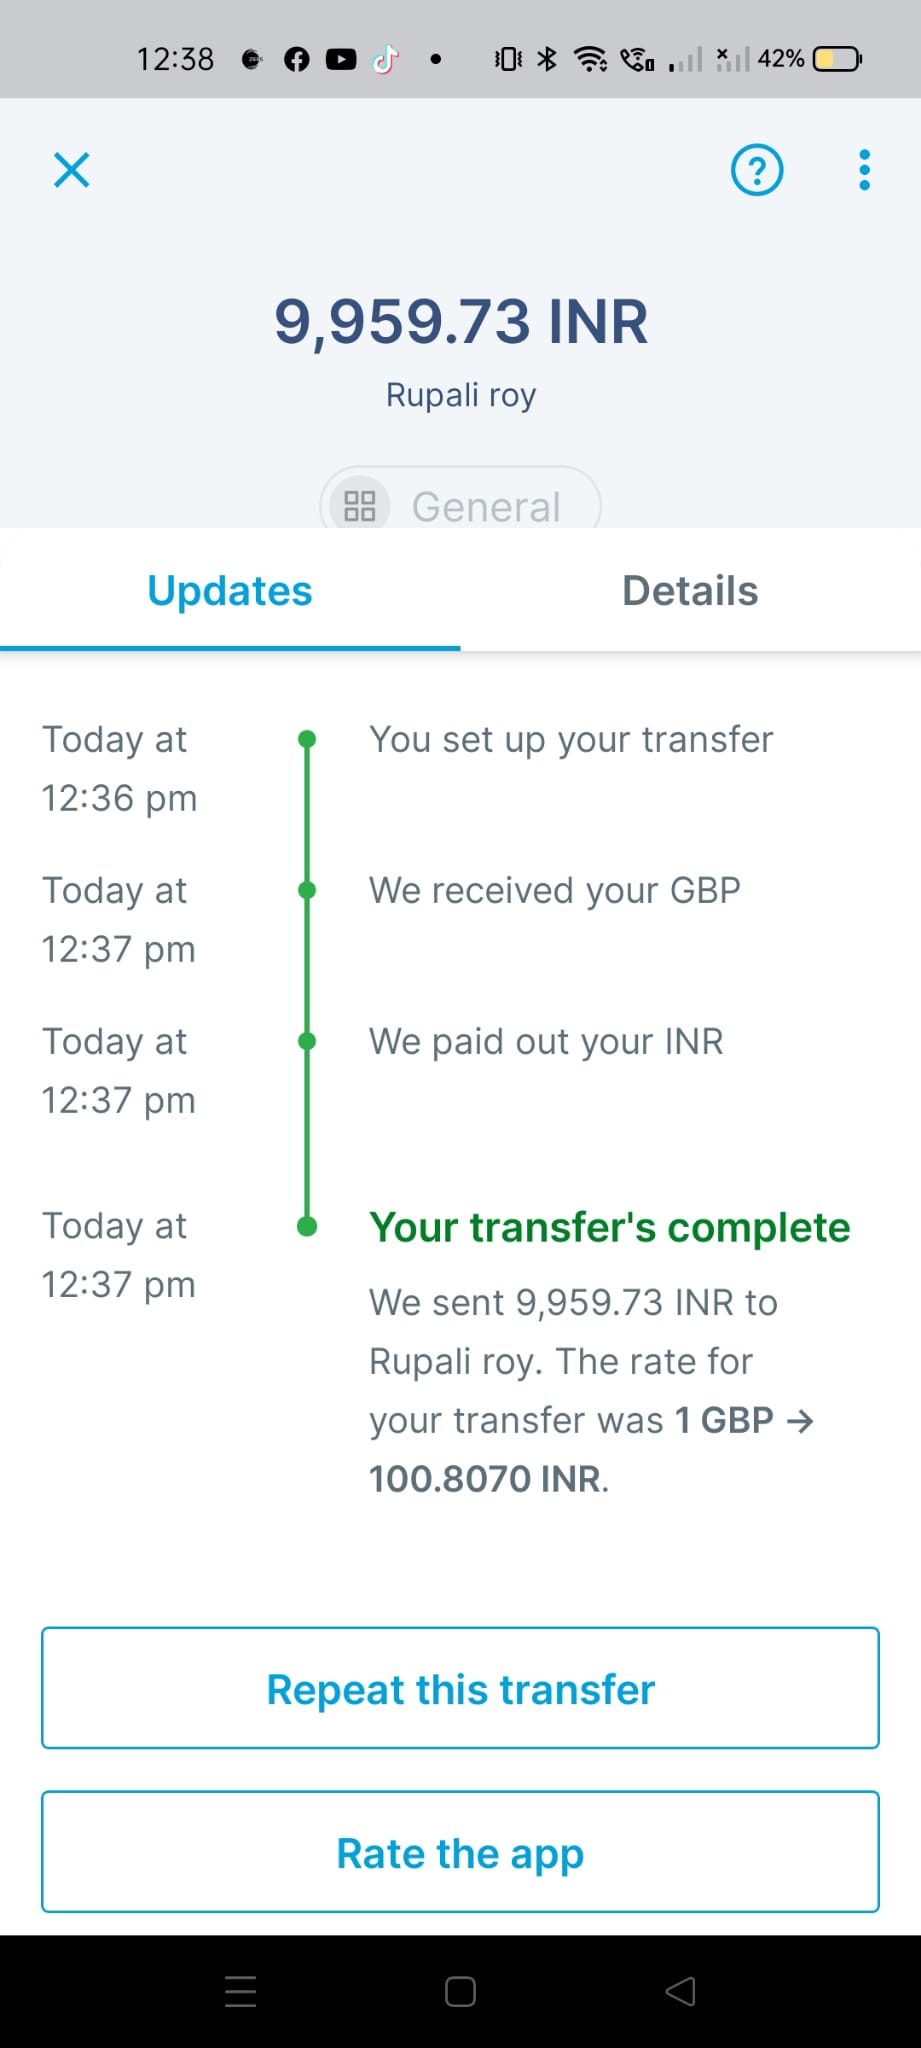 12:38
42%
9,959.73 INR
Rupali roy
General
Updates
Details
Today at
12:36 pm
You set up your transfer
Today at
12:37 pm
We received your GBP
Today at
12:37 pm
We paid out your INR
Today at
12:37 pm
Your transfer's complete
We sent 9,959.73 INR to
Rupali roy. The rate for
your transfer was 1 GBP →
100.8070 INR.
Repeat this transfer
Rate the app